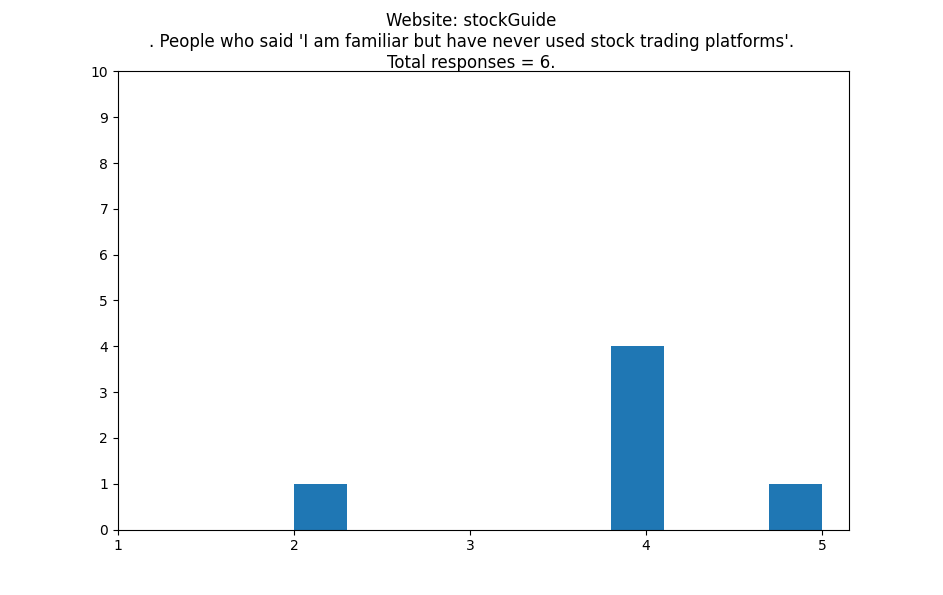 Website: stockGuide
. People who said 'I am familiar but have never used stock trading platforms'.
Total responses = 6.
10
9
8
7
6
5
4
3
2
1
0
1 2 3 4 5